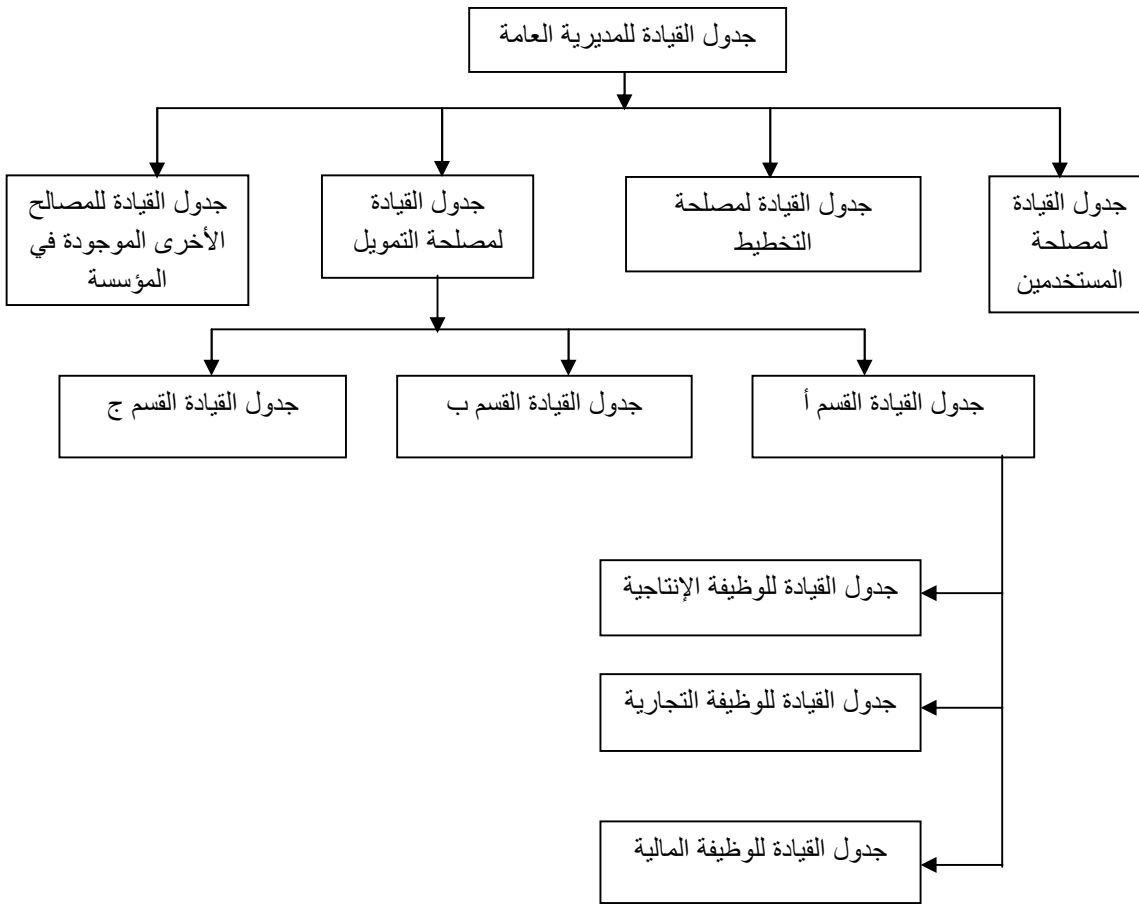 جدول القيادة للمديرية العامة
جدول القيادة
لمصلحة
المستخدمين
جدول القيادة لمصلحة
التخطيط
جدول القيادة
لمصلحة التمويل
جدول القيادة للمصالح
الأخرى الموجودة في
المؤسسة
جدول القيادة القسم أ
جدول القيادة القسم ب
جدول القيادة القسم ج
جدول القيادة للوظيفة الإنتاجية
جدول القيادة للوظيفة التجارية
جدول القيادة للوظيفة المالية